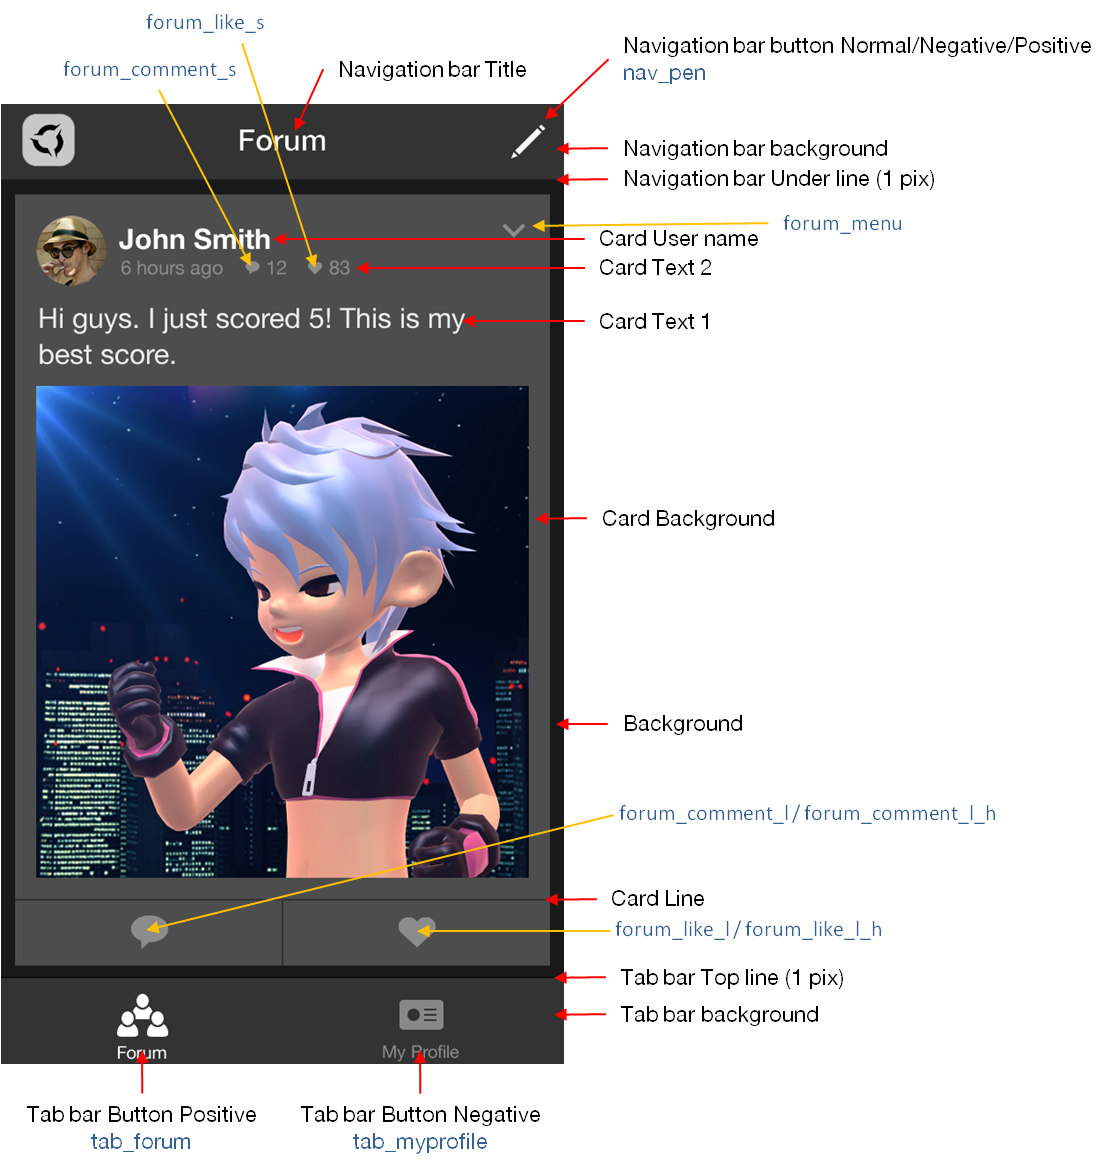 forum_like_s
Navigation bar button Normal/Negative/Positive
forum_comment_s
Navigation bar Title
nav_pen
Forum
Navigation bar background
Navigation bar Under line (1 pix)
forum_menu
John Smith
Card User name
6 hours ago 12 83
Card Text 2
Hi guys. I just scored 5! This is my
best score.
Card Text 1
Card Background
Background
forum_comment_l / forum_comment_l_h
Card Line
forum_like_l / forum_like_l_h
Tab bar Top line (1 pix)
Tab bar background
Forum
My Profile
Tab bar Button Positive
tab_forum
Tab bar Button Negative
tab_myprofile